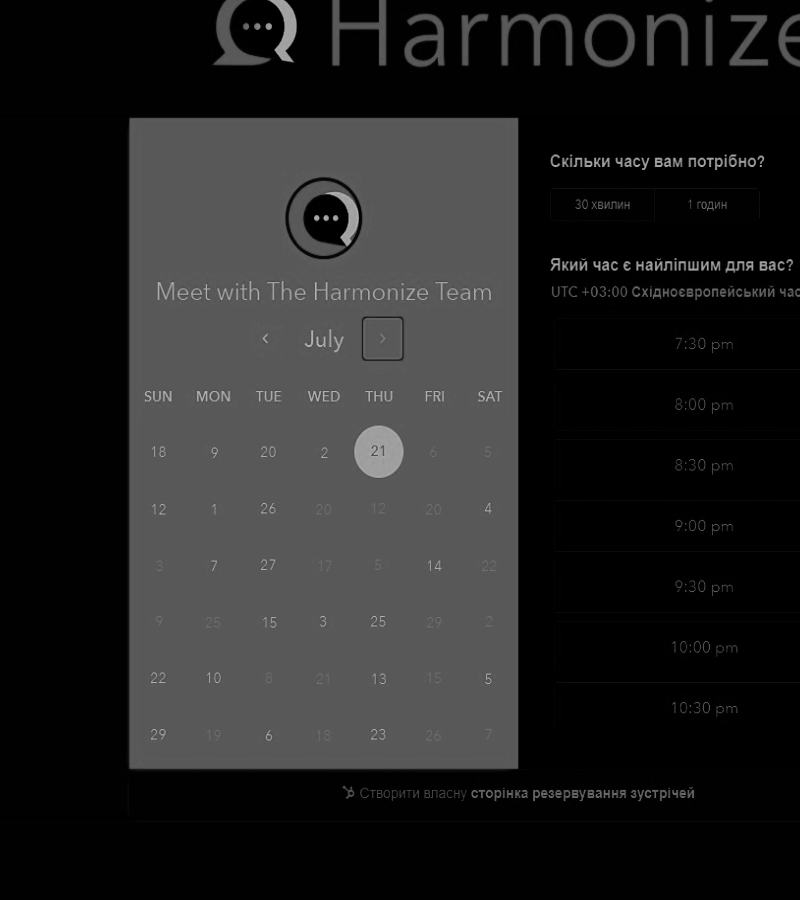 Harmonize
Meet with The Harmonize Team
July
SUN MON TUE WED THU FRI SAT
18 9 20 2 21 6 5
12 1 26 20 12 20 4
3 7 27 17 5 14 22
9 25 15 3 25 29 2
22 10 8 21 13 15 5
29 19 6 18 23 26 7
Скільки часу вам потрібно?
30 хвилин 1 годин
Який час є найліпшим для вас?
UTC +03:00 Східноєвропейський час
7:30 pm
8:00 pm
8:30 pm
9:00 pm
9:30 pm
10:00 pm
10:30 pm
Створити власну сторінка резервування зустрічей